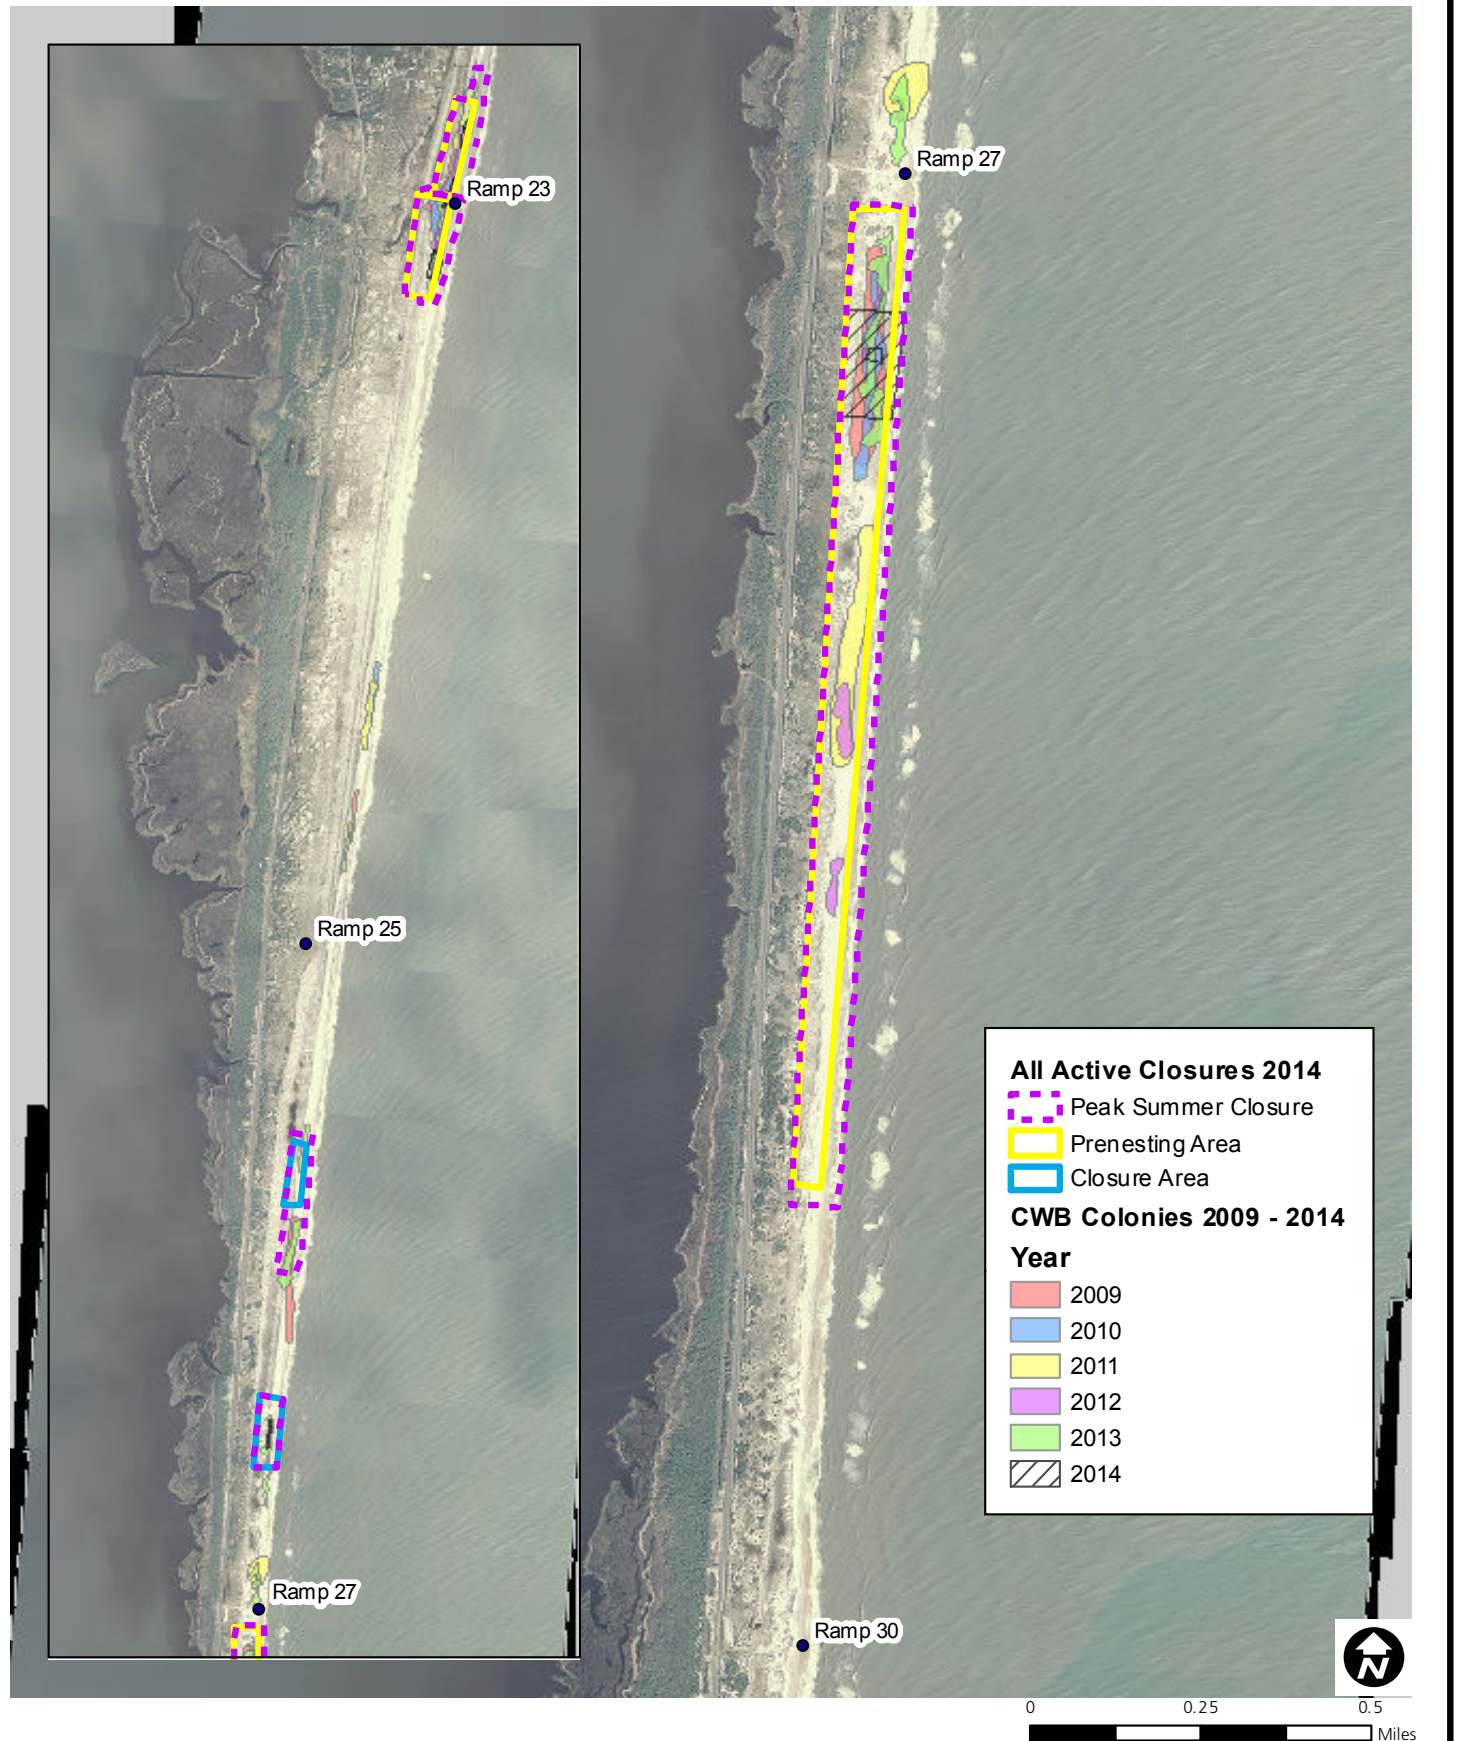 Ramp 23
Ramp 25
Ramp 27
Ramp 27
Ramp 30
All Active Closures 2014
Peak Summer Closure
Prenesting Area
Closure Area
CWB Colonies 2009 - 2014
Year
2009
2010
2011
2012
2013
2014
N
0 0.25 0.5
Miles